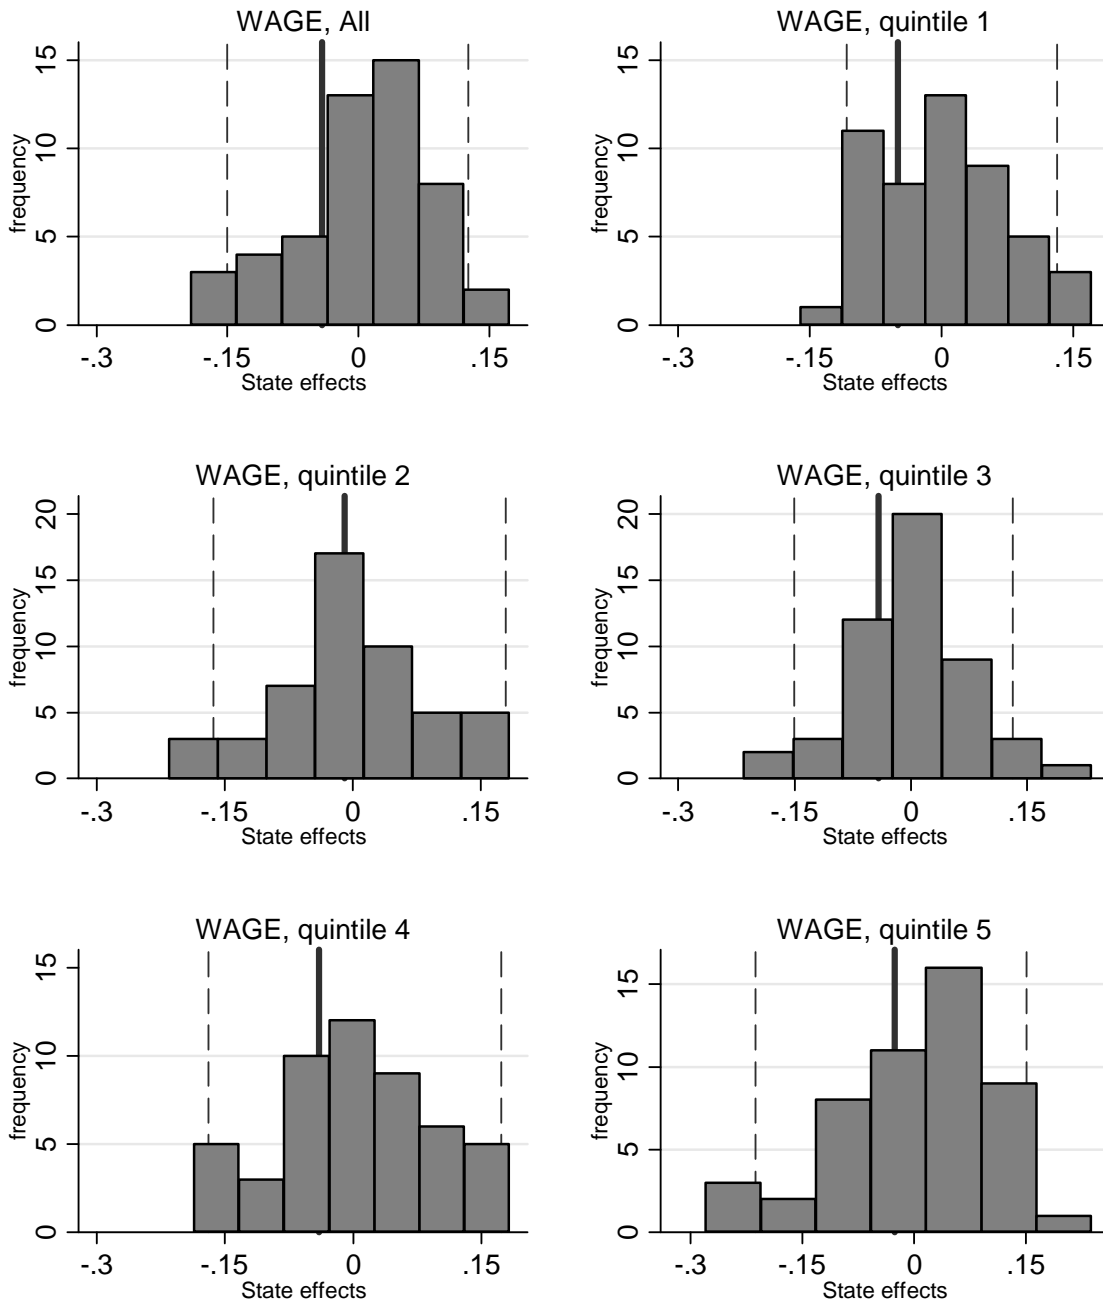 WAGE, All
frequency
15
10
5
0
-.3 -.15 0 .15
State effects
WAGE, quintile 1
frequency
15
10
5
0
-.3 -.15 0 .15
State effects
WAGE, quintile 2
frequency
20
15
10
5
0
-.3 -.15 0 .15
State effects
WAGE, quintile 3
frequency
20
15
10
5
0
-.3 -.15 0 .15
State effects
WAGE, quintile 4
frequency
15
10
5
0
-.3 -.15 0 .15
State effects
WAGE, quintile 5
frequency
15
10
5
0
-.3 -.15 0 .15
State effects